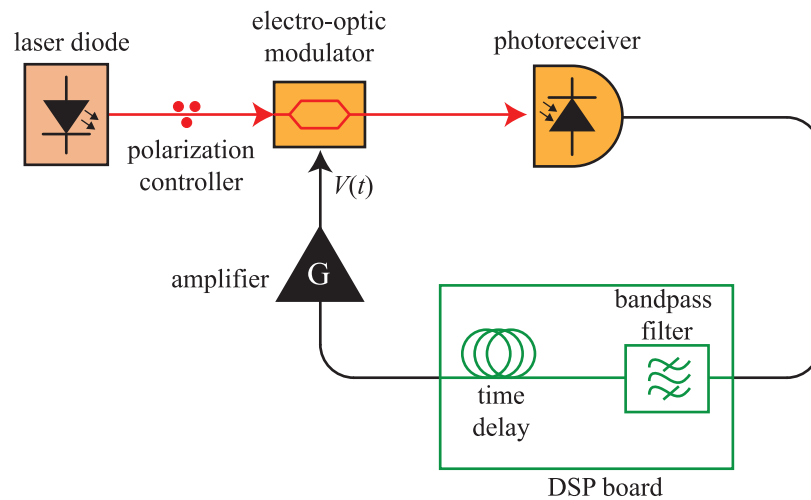 laser diode
electro-optic
modulator
photoreceiver
polarization
controller
V(t)
amplifier
G
bandpass
filter
time
delay
DSP board